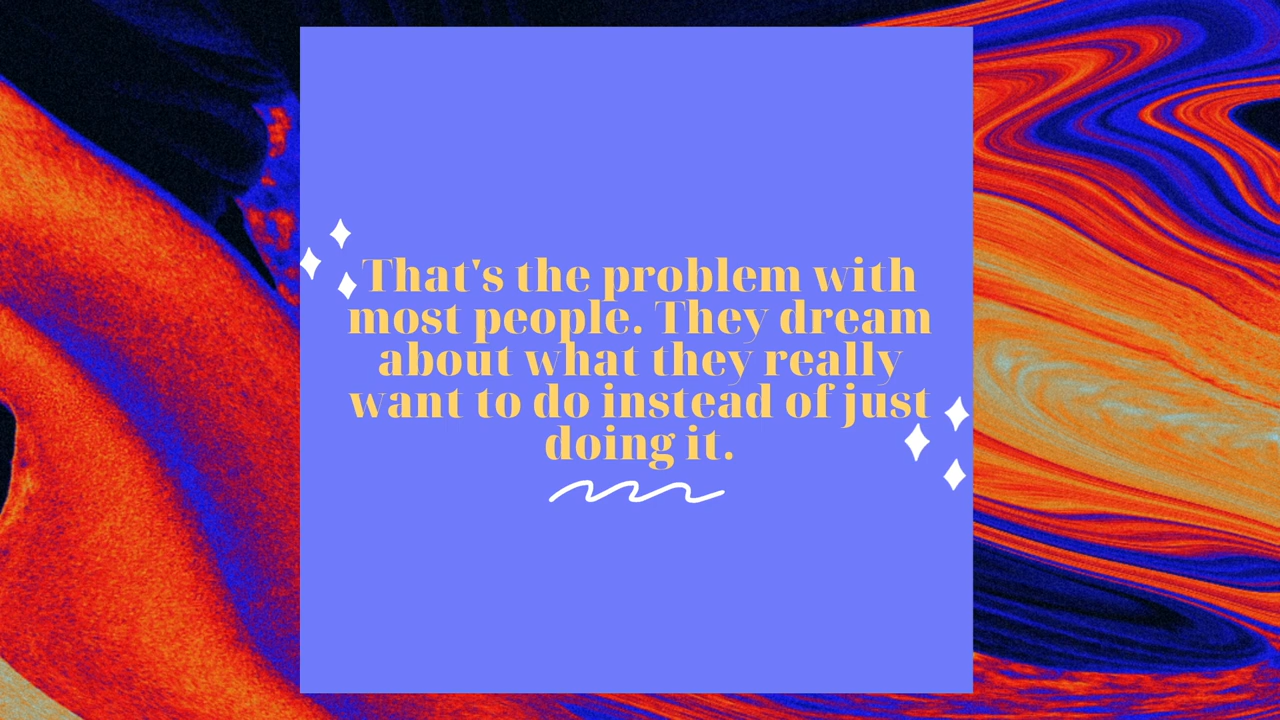 That's the problem with
most people. They dream
about what they really
want to do instead of just
doing it.